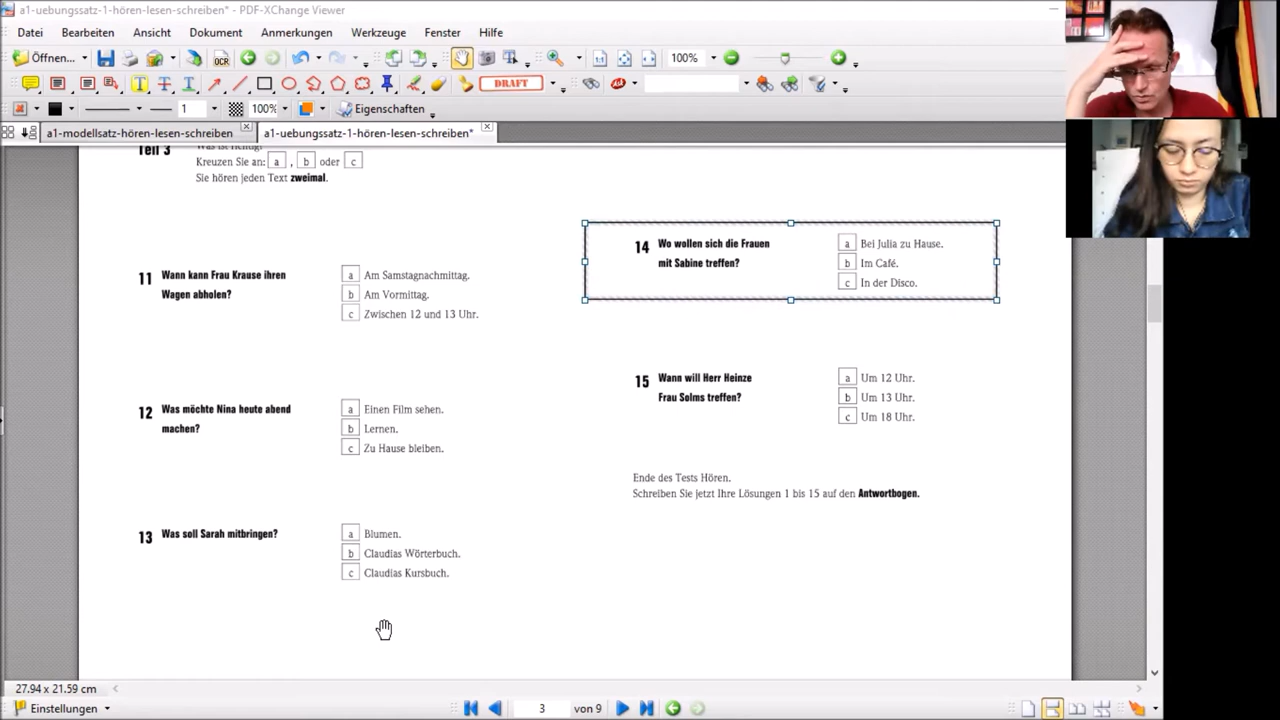 a1-uebungssatz-1-hören-lesen-schreiben* - PDF-XChange Viewer
Datei Bearbeiten Ansicht Dokument Anmerkungen Werkzeuge Fenster Hilfe
Öffnen... OCR 100%
DRAFT
1 100% Eigenschaften
a1-modellsatz-hören-lesen-schreiben a1-uebungssatz-1-hören-lesen-schreiben*
Teil 3 Was ist richtig?
Kreuzen Sie an: a , b oder c
Sie hören jeden Text zweimal.
11 Wann kann Frau Krause ihren Wagen abholen?
a Am Samstagnachmittag.
b Am Vormittag.
c Zwischen 12 und 13 Uhr.
12 Was möchte Nina heute abend machen?
a Einen Film sehen.
b Lernen.
c Zu Hause bleiben.
13 Was soll Sarah mitbringen?
a Blumen.
b Claudias Wörterbuch.
c Claudias Kursbuch.
14 Wo wollen sich die Frauen mit Sabine treffen?
a Bei Julia zu Hause.
b Im Café.
c In der Disco.
15 Wann will Herr Heinze Frau Solms treffen?
a Um 12 Uhr.
b Um 13 Uhr.
c Um 18 Uhr.
Ende des Tests Hören.
Schreiben Sie jetzt Ihre Lösungen 1 bis 15 auf den Antwortbogen.
27.94 x 21.59 cm
Einstellungen 3 von 9